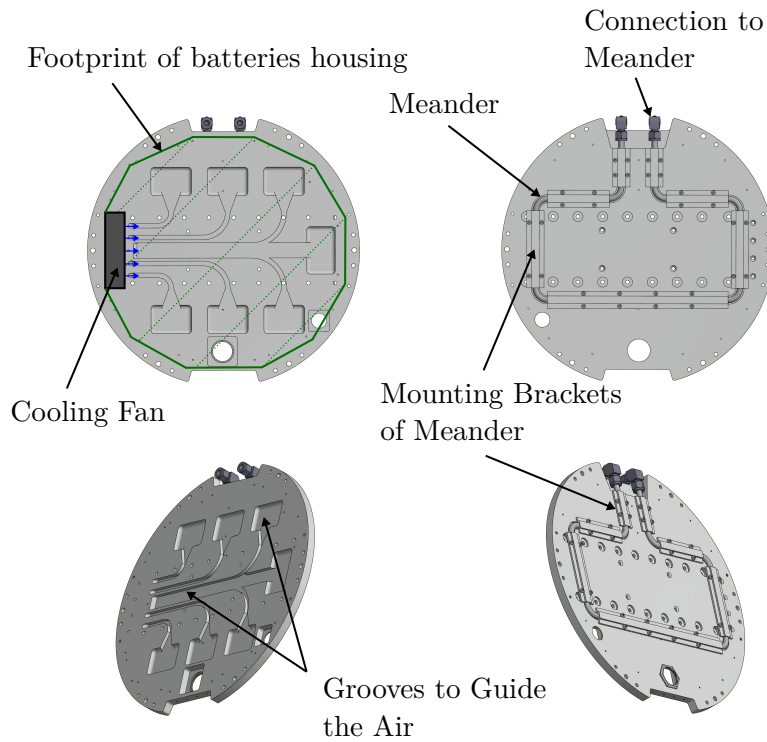 Connection to
Meander
Footprint of batteries housing
Meander
Cooling Fan
Mounting Brackets
of Meander
Grooves to Guide
the Air